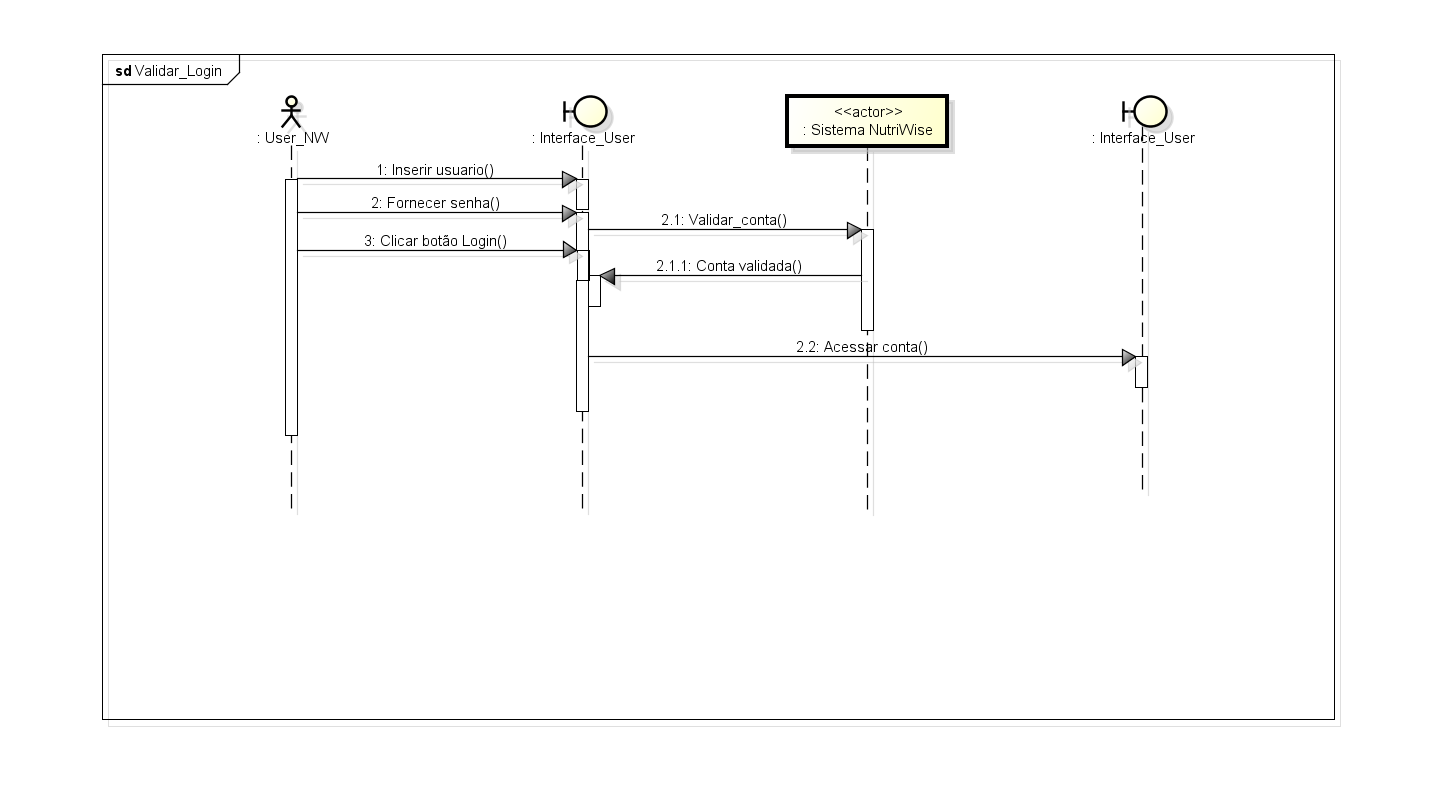 sd Validar_Login
: User_NW
: Interface_User
<<actor>>
: Sistema NutriWise
: Interface_User
1: Inserir usuario()
2: Fornecer senha()
2.1: Validar_conta()
3: Clicar botão Login()
2.1.1: Conta validada()
2.2: Acessar conta()